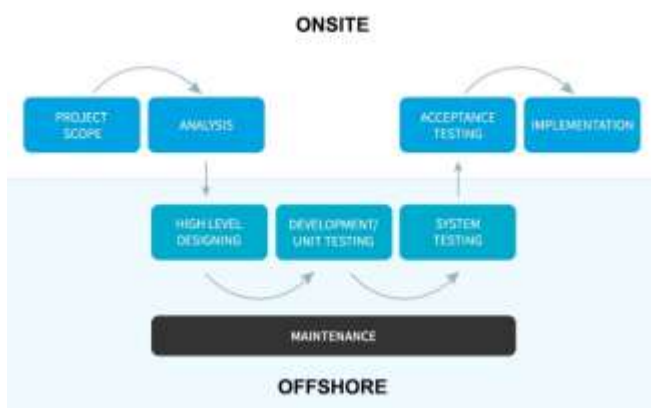 ONSITE
PROJECT
SCOPE
ANALYSIS
ACCEPTANCE
TESTING
IMPLEMENTATION
HIGH LEVEL
DESIGNING
DEVELOPMENT/
UNIT TESTING
SYSTEM
TESTING
MAINTENANCE
OFFSHORE